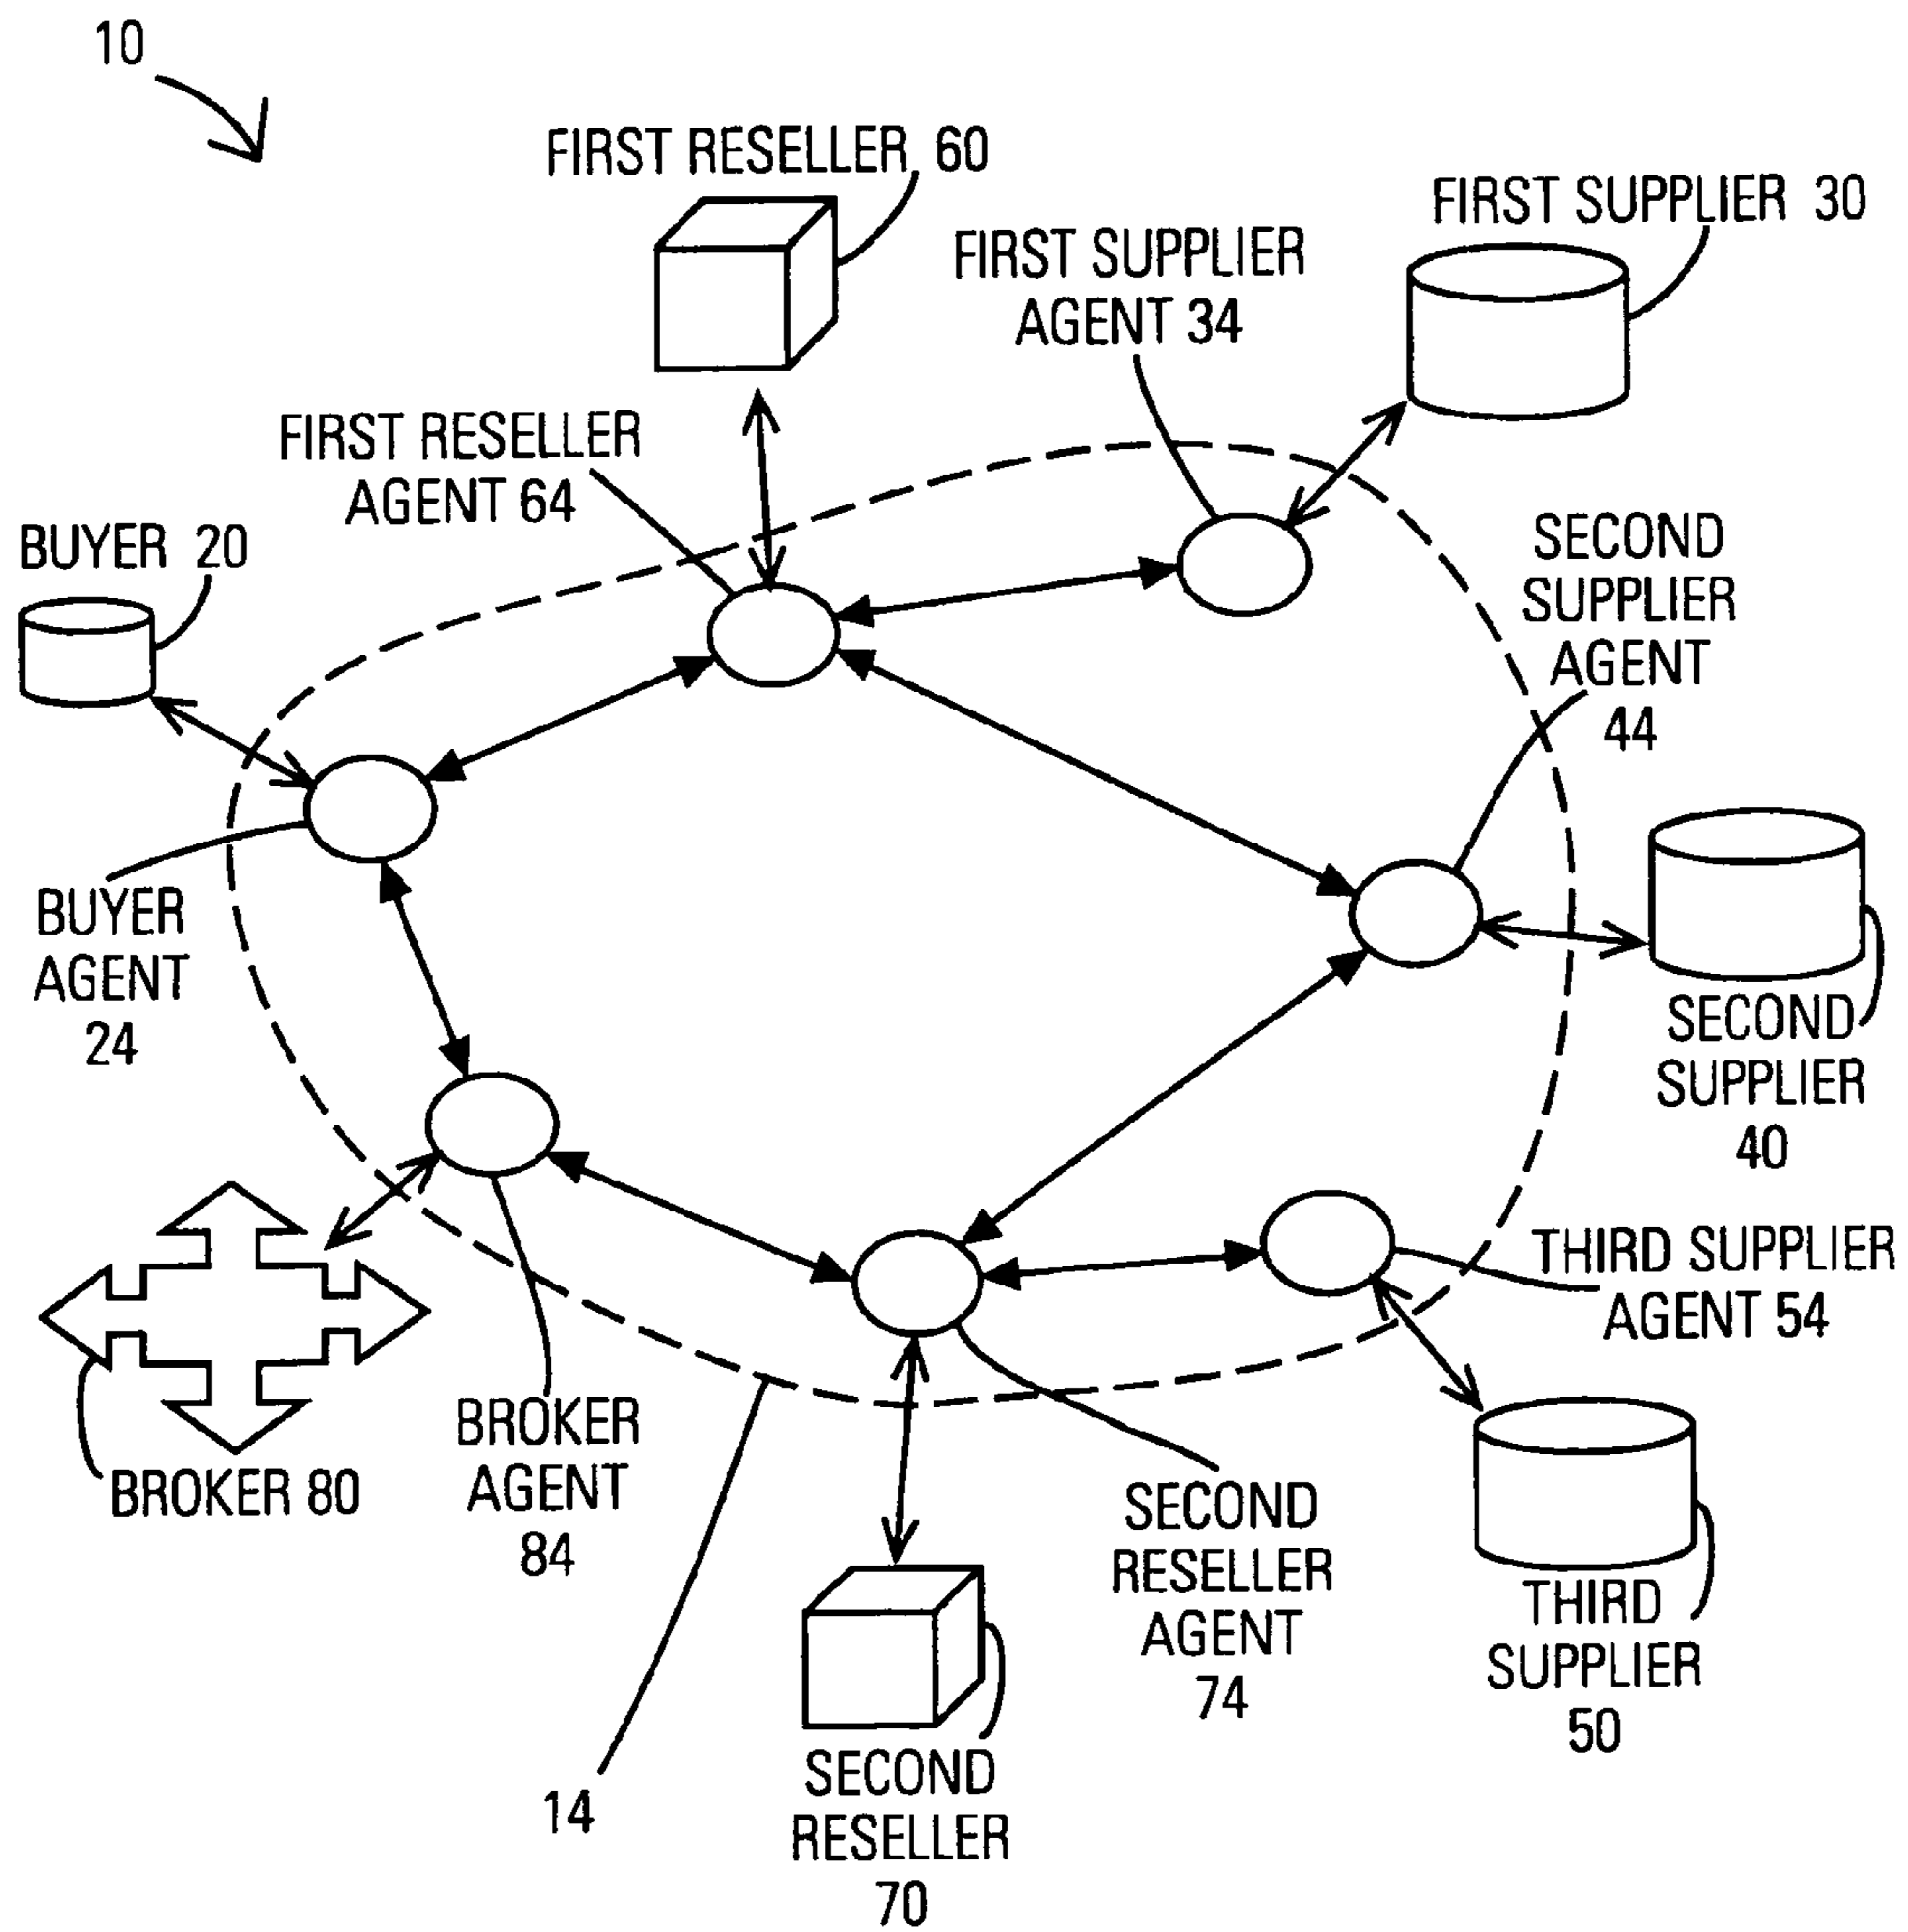 10
FIRST RESELLER 60
FIRST SUPPLIER 30
FIRST SUPPLIER
AGENT 34
FIRST RESELLER
AGENT 64
BUYER 20
SECOND
SUPPLIER
AGENT
44
BUYER
AGENT
24
SECOND
SUPPLIER
40
THIRD SUPPLIER
AGENT 54
BROKER 80
BROKER
AGENT
84
SECOND
RESELLER
AGENT
74
THIRD
SUPPLIER
50
14
SECOND
RESELLER
70